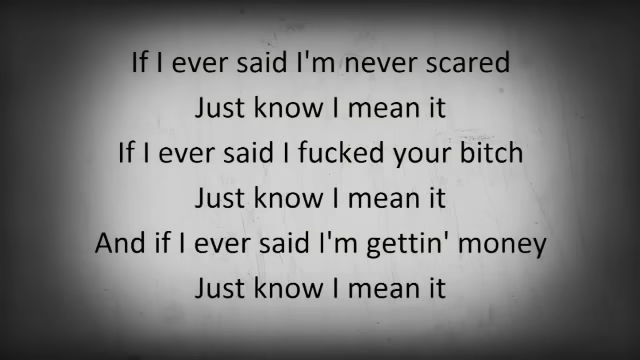 If I ever said I'm never scared
Just know I mean it
If I ever said I fucked your bitch
Just know I mean it
And if I ever said I'm gettin' money
Just know I mean it